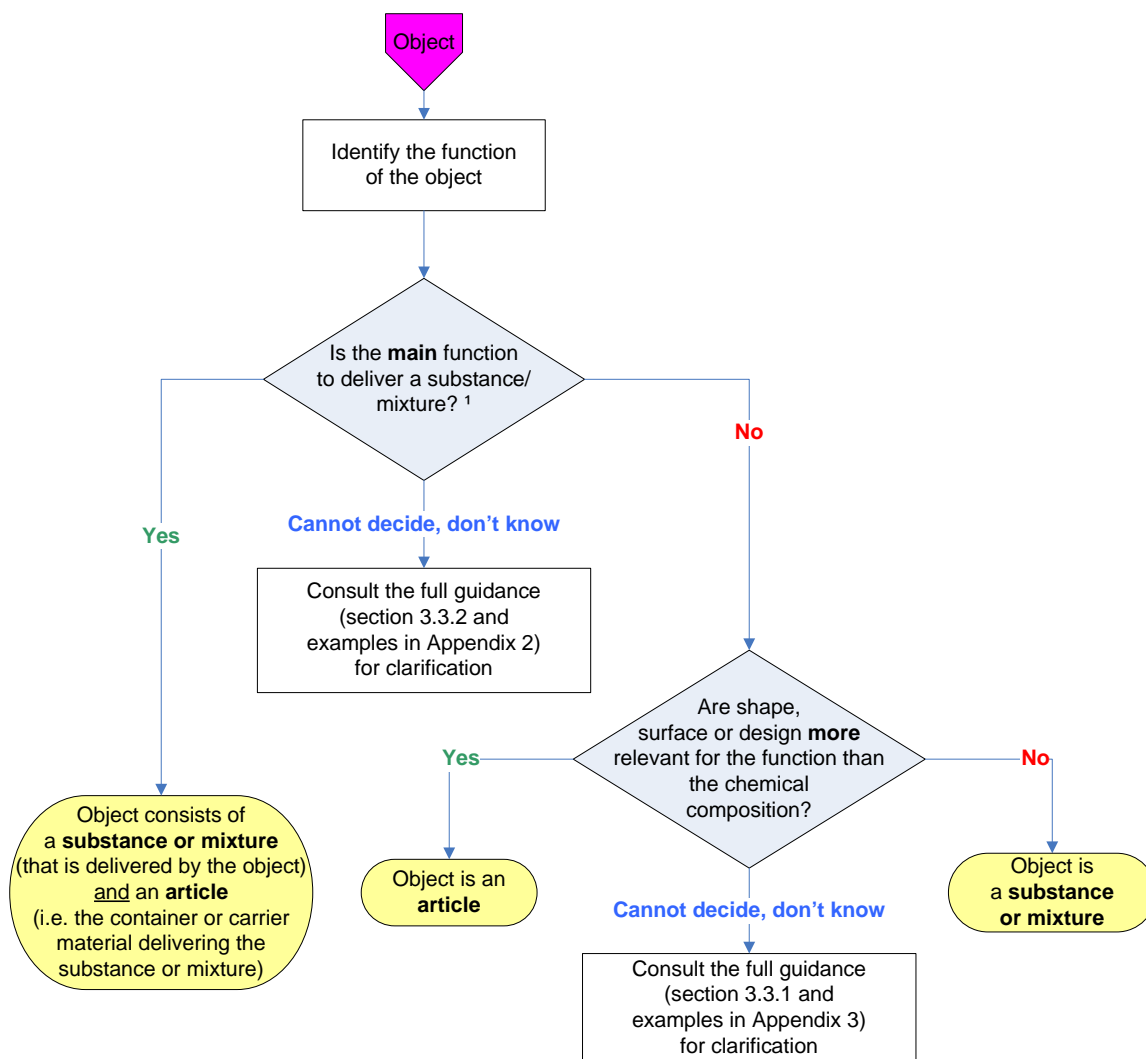 Object
Identify the function
of the object
Is the main function
to deliver a substance/
mixture? ¹
No
Cannot decide, don’t know
Yes
Consult the full guidance
(section 3.3.2 and
examples in Appendix 2)
for clarification
Are shape,
surface or design more
relevant for the function than
the chemical
composition?
Yes
No
Object consists of
a substance or mixture
(that is delivered by the object)
and an article
(i.e. the container or carrier
material delivering the
substance or mixture)
Object is an
article
Object is
a substance
or mixture
Cannot decide, don’t know
Consult the full guidance
(section 3.3.1 and
examples in Appendix 3)
for clarification